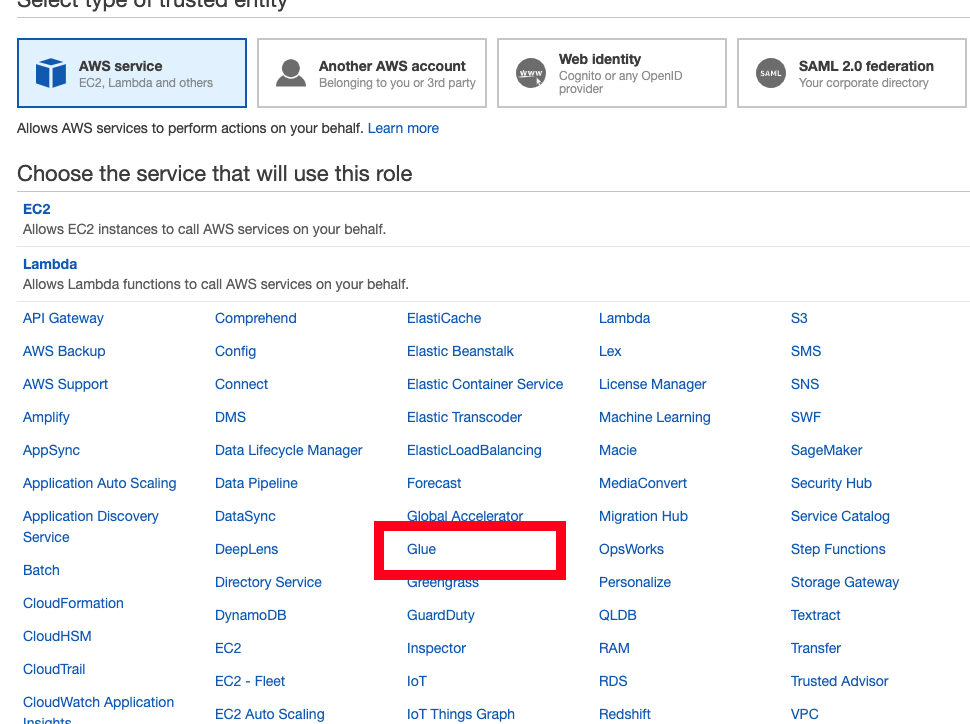 Select type of trusted entity
AWS service
EC2, Lambda and others
Another AWS account
Belonging to you or 3rd party
WWW
Web identity
Cognito or any OpenID
provider
SAML
SAML 2.0 federation
Your corporate directory
Allows AWS services to perform actions on your behalf. Learn more
Choose the service that will use this role
EC2
Allows EC2 instances to call AWS services on your behalf.
Lambda
Allows Lambda functions to call AWS services on your behalf.
API Gateway
AWS Backup
AWS Support
Amplify
AppSync
Application Auto Scaling
Application Discovery
Service
Batch
CloudFormation
CloudHSM
CloudTrail
CloudWatch Application
Insights
Comprehend
Config
Connect
DMS
Data Lifecycle Manager
Data Pipeline
DataSync
DeepLens
Directory Service
DynamoDB
EC2
EC2 - Fleet
EC2 Auto Scaling
ElastiCache
Elastic Beanstalk
Elastic Container Service
Elastic Transcoder
ElasticLoadBalancing
Forecast
Global Accelerator
Glue
Greengrass
GuardDuty
Inspector
IoT
IoT Things Graph
Lambda
Lex
License Manager
Machine Learning
Macie
MediaConvert
Migration Hub
OpsWorks
Personalize
QLDB
RAM
RDS
Redshift
S3
SMS
SNS
SWF
SageMaker
Security Hub
Service Catalog
Step Functions
Storage Gateway
Textract
Transfer
Trusted Advisor
VPC